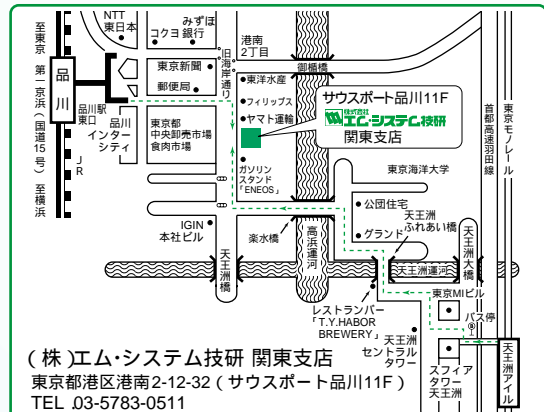 NTT
東日本
みずほ
銀行
コクヨ
至東京
第一京浜(国道15号)
至横浜
品川
JR
品川駅
東口
品川
インター
シティ
東京新聞
郵便局
東京都
中央卸売市場
食肉市場
旧海岸通り
港南
2丁目
御楯橋
東洋水産
フィリップス
ヤマト運輸
ガソリン
スタンド
「ENEOS」
サウスポート品川11F
株式会社
エム・システム技研
関東支店
首都高速羽田線
東京モノレール
東京海洋大学
公団住宅
グランド
天王洲
ふれあい橋
天王洲大橋
IGIN
本社ビル
楽水橋
高浜運河
天王洲橋
天王洲運河
レストランバー
「T.Y.HABOR
BREWERY」
東京MIビル
バス停
天王洲
セントラル
タワー
スフィア
タワー
天王洲
天王洲アイル
(株)エム・システム技研 関東支店
東京都港区港南2-12-32(サウスポート品川11F)
TEL .03-5783-0511